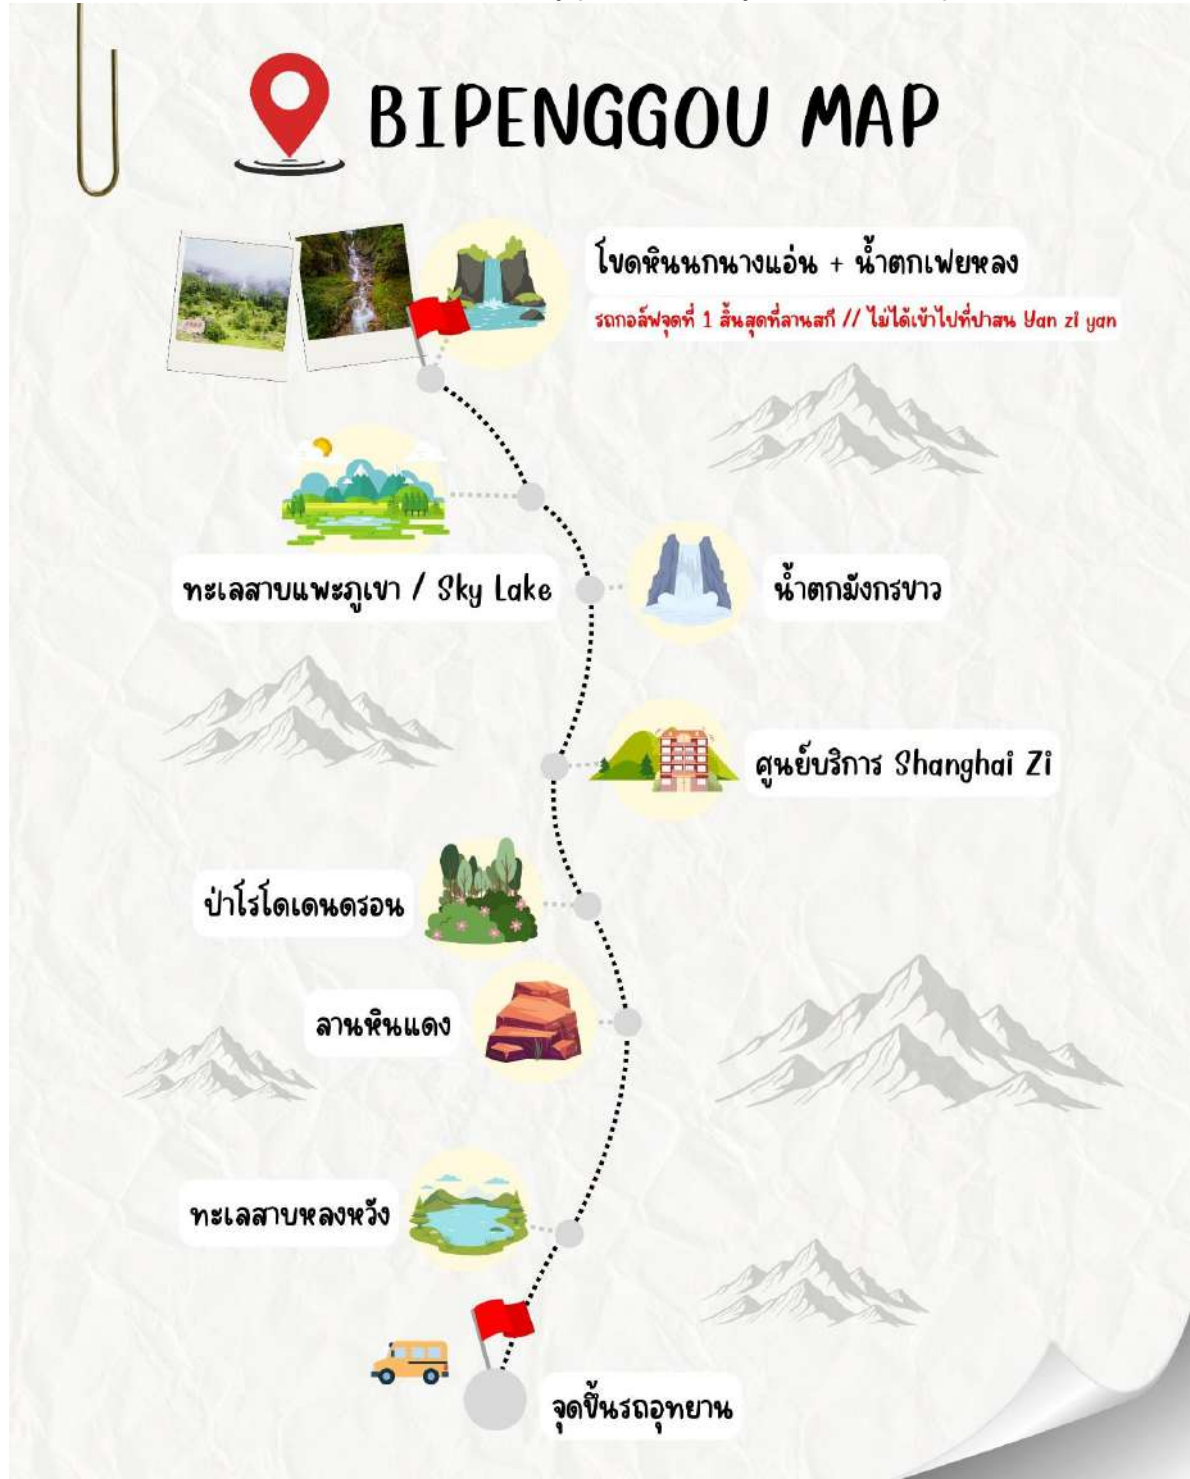 BIPENGGOU MAP
โขดหินนกนางแอ่น + น้ำตกเฟยหลง
รถกอล์ฟจุดที่ 1 สิ้นสุดที่ลานสกี // ไม่ได้เข้าไปที่ปาสน Yan zi yan
ทะเลสาบแพะภูเขา / Sky Lake
น้ำตกมังกรขาว
ศูนย์บริการ Shanghai Zi
ป่าโรโดเดนดรอน
ลานหินแดง
ทะเลสาบหลงหวัง
จุดขึ้นรถอุทยาน